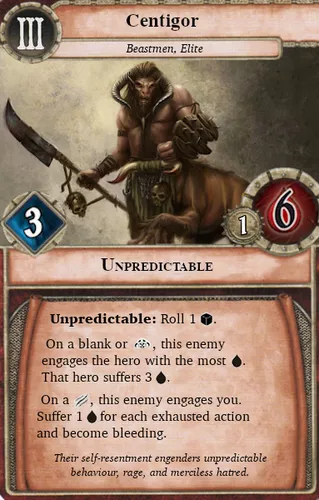 III
Centigor
Beastmen, Elite
3
1
6
UNPREDICTABLE
Unpredictable: Roll 1 .
On a blank or , this enemy
engages the hero with the most .
That hero suffers 3 .
On a , this enemy engages you.
Suffer 1 for each exhausted action
and become bleeding.
Their self-resentment engenders unpredictable
behaviour, rage, and merciless hatred.